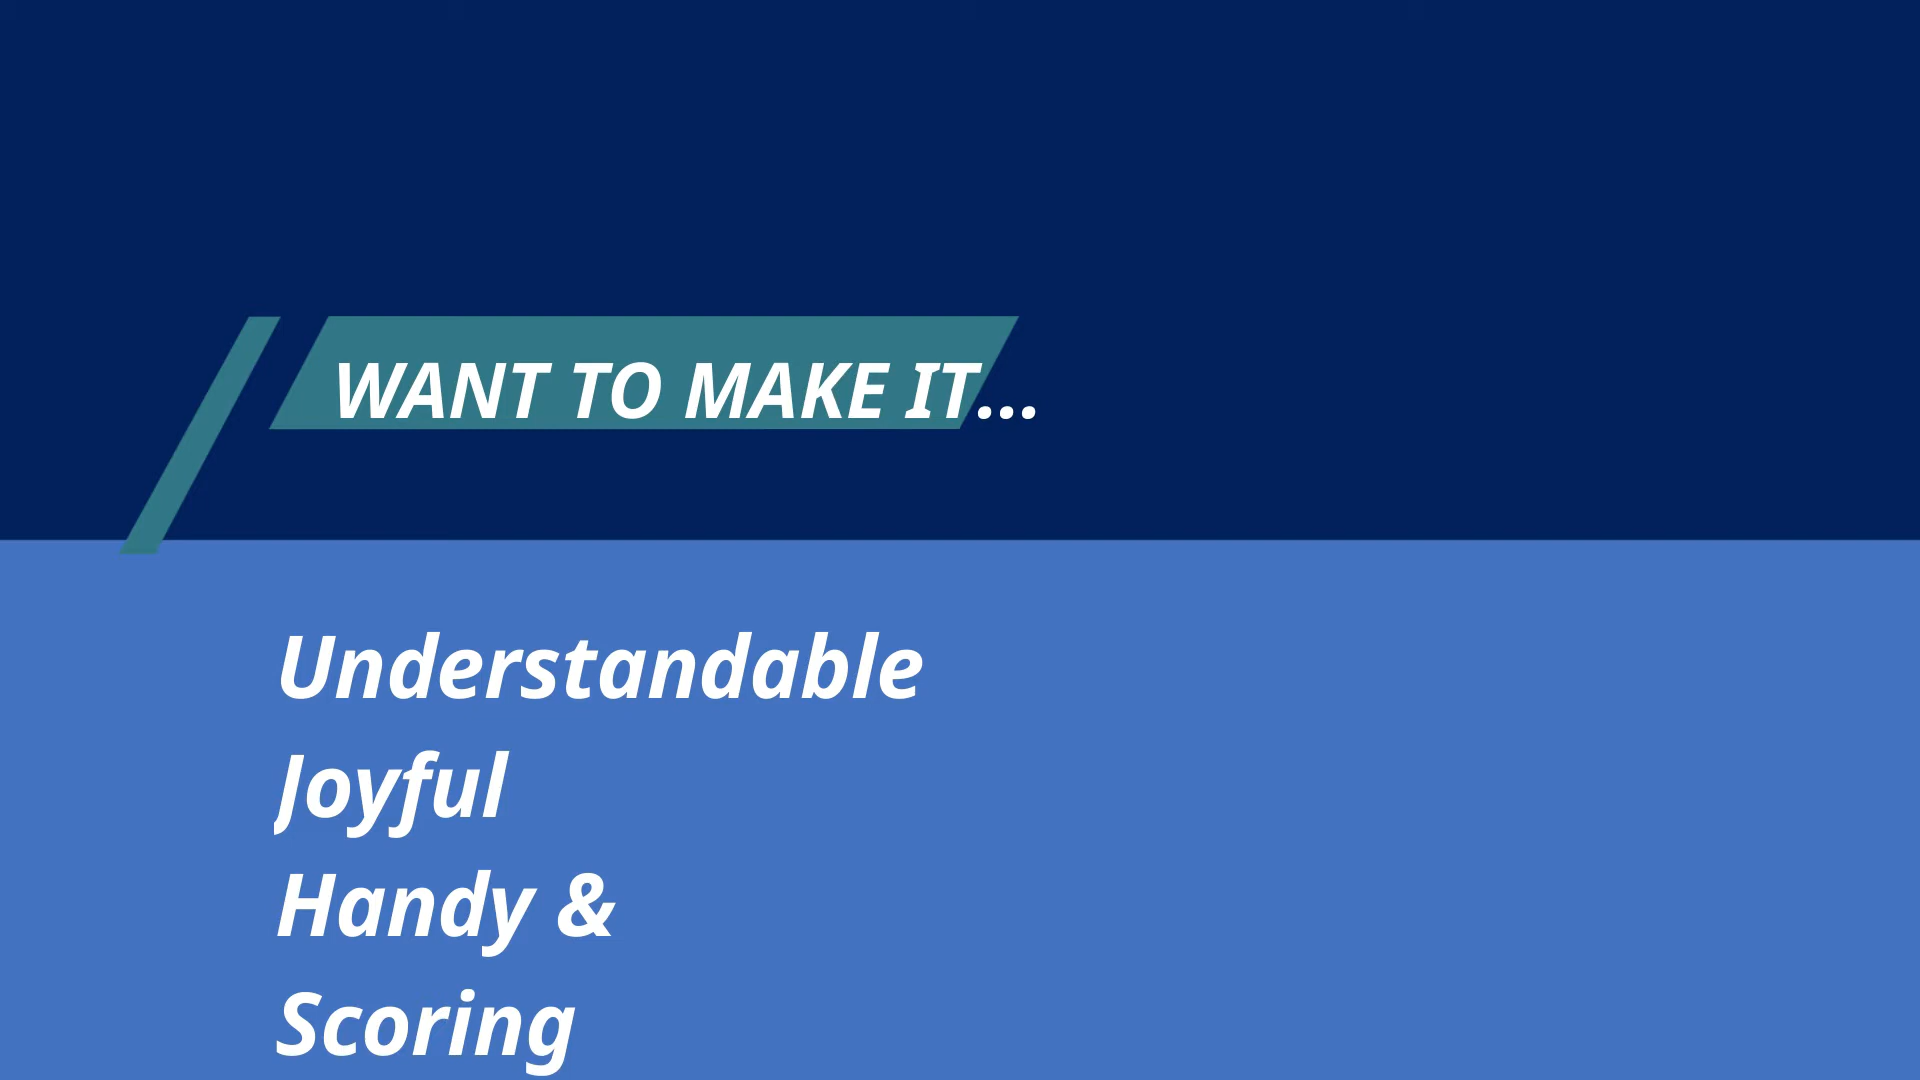 WANT TO MAKE IT...
Understandable
Joyful
Handy &
Scoring